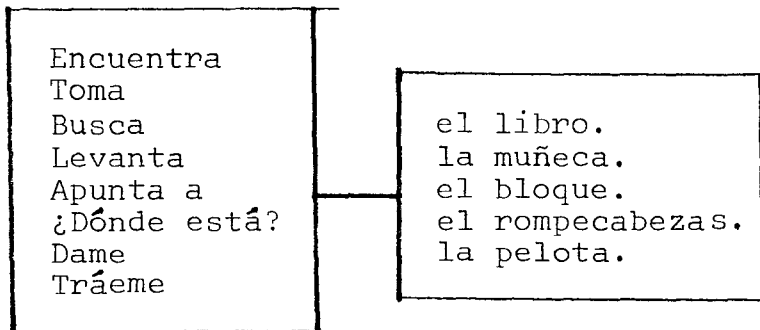 Encuentra
Toma
Busca
Levanta
Apunta a
¿Dónde está?
Dame
Tráeme
el libro.
la muñeca.
el bloque.
el rompecabezas.
la pelota.